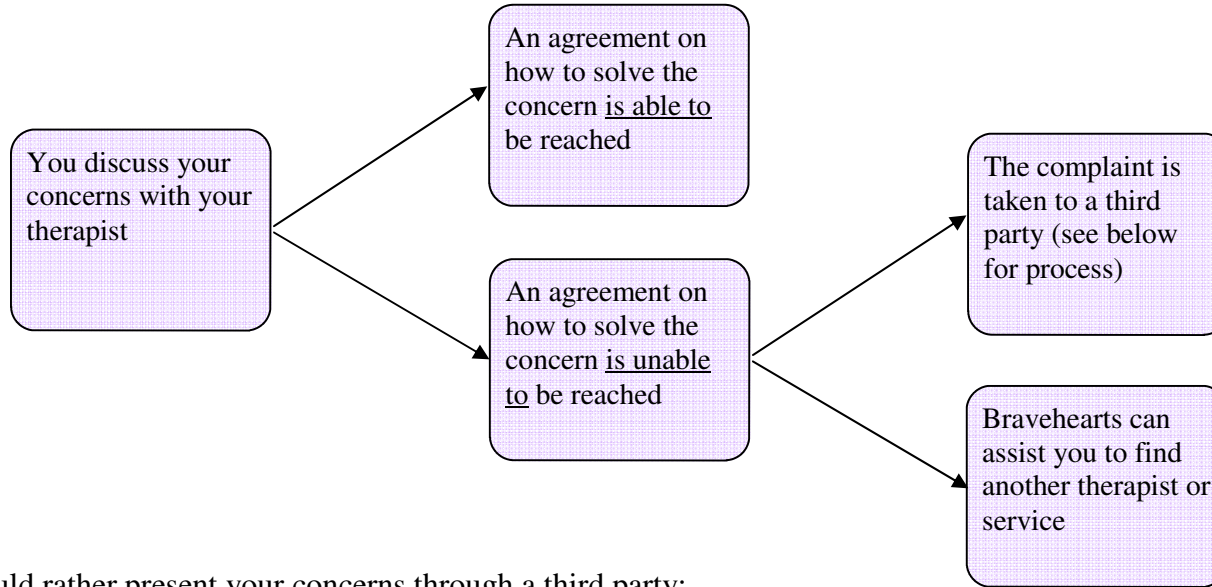 You discuss your
concerns with your
therapist
An agreement on
how to solve the
concern is able to
be reached
An agreement on
how to solve the
concern is unable
to be reached
The complaint is
taken to a third
party (see below
for process)
Bravehearts can
assist you to find
another therapist or
service
rather present your concerns through a third party: